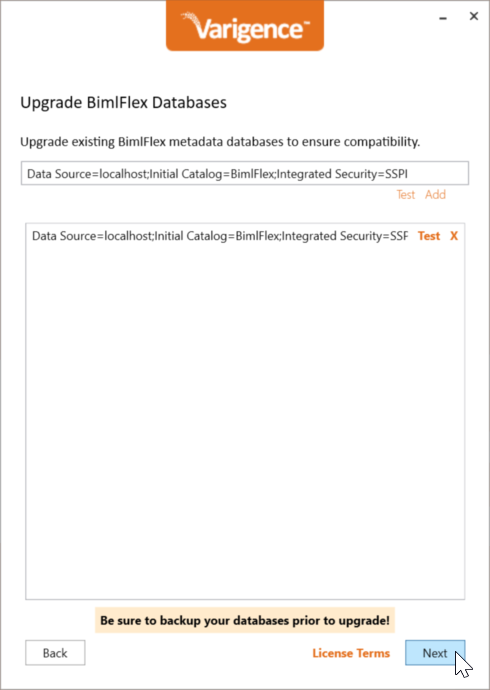 Varigence™
Upgrade BimlFlex Databases
Upgrade existing BimlFlex metadata databases to ensure compatibility.
Data Source=localhost;Initial Catalog=BimlFlex;Integrated Security=SSPI
Test Add
Data Source=localhost;Initial Catalog=BimlFlex;Integrated Security=SSP Test X
Be sure to backup your databases prior to upgrade!
Back License Terms Next